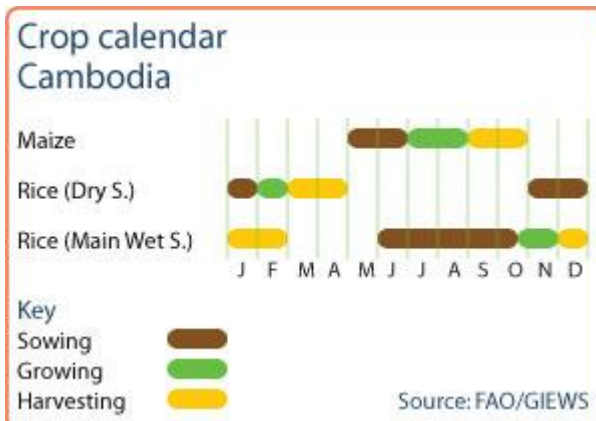 Crop calendar
Cambodia
Maize
Rice (Dry S.)
Rice (Main Wet S.)
J F M A M J J A S O N D
Key
Sowing
Growing
Harvesting
Source: FAO/GIEWS